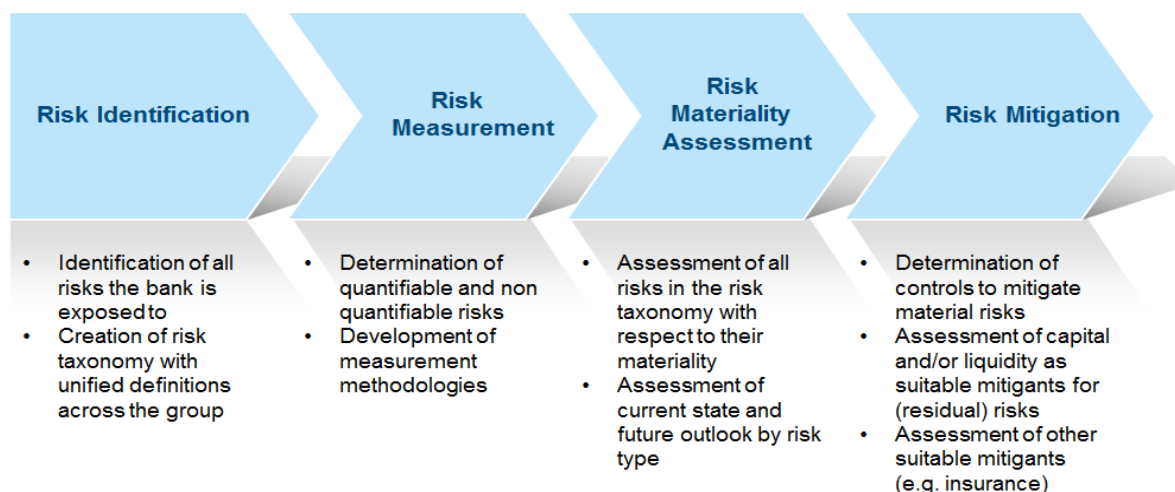 Risk Identification
Risk
Measurement
Risk
Materiality
Assessment
Risk Mitigation
• Identification of all
risks the bank is
exposed to
• Creation of risk
taxonomy with
unified definitions
across the group
• Determination of
quantifiable and non
quantifiable risks
• Development of
measurement
methodologies
• Assessment of all
risks in the risk
taxonomy with
respect to their
materiality
• Assessment of
current state and
future outlook by risk
type
• Determination of
controls to mitigate
material risks
• Assessment of capital
and/or liquidity as
suitable mitigants for
(residual) risks
• Assessment of other
suitable mitigants
(e.g. insurance)